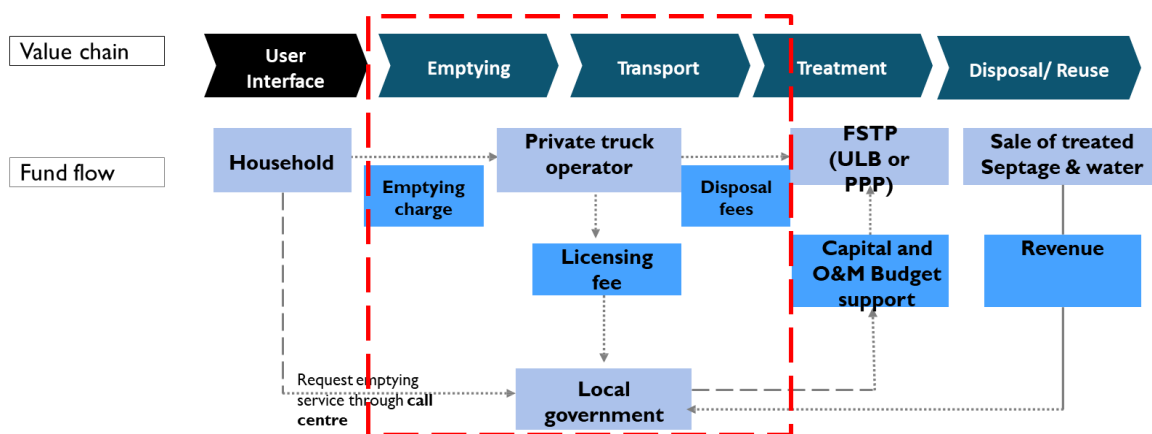 Value chain
User
Interface
Emptying
Transport
Treatment
Disposal/ Reuse
Fund flow
Household
Private truck
operator
FSTP
(ULB or
PPP)
Sale of treated
Septage & water
Emptying
charge
Disposal
fees
Licensing
fee
Capital and
O&M Budget
support
Revenue
Request emptying
service through call
centre
Local
government